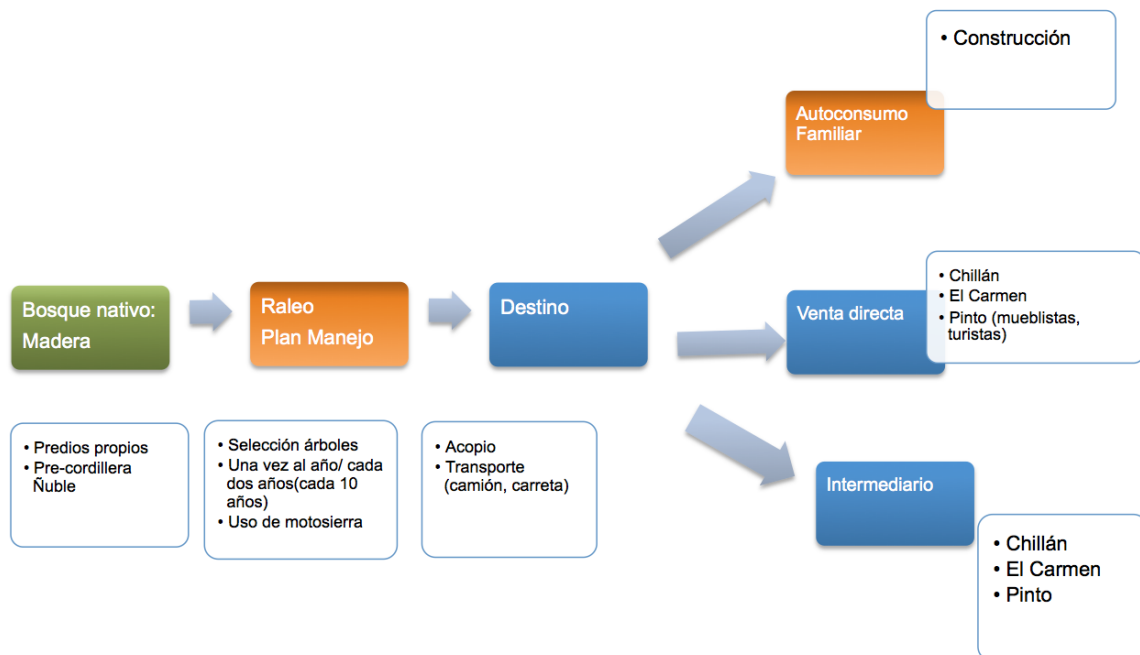 • Construcción
Autoconsumo
Familiar
Bosque nativo:
Madera
Raleo
Plan Manejo
Destino
Venta directa
• Chillán
• El Carmen
• Pinto (mueblistas,
turistas)
• Predios propios
• Pre-cordillera
Ñuble
• Selección árboles
• Una vez al año/ cada
dos años(cada 10
años)
• Uso de motosierra
• Acopio
• Transporte
(camión, carreta)
Intermediario
• Chillán
• El Carmen
• Pinto